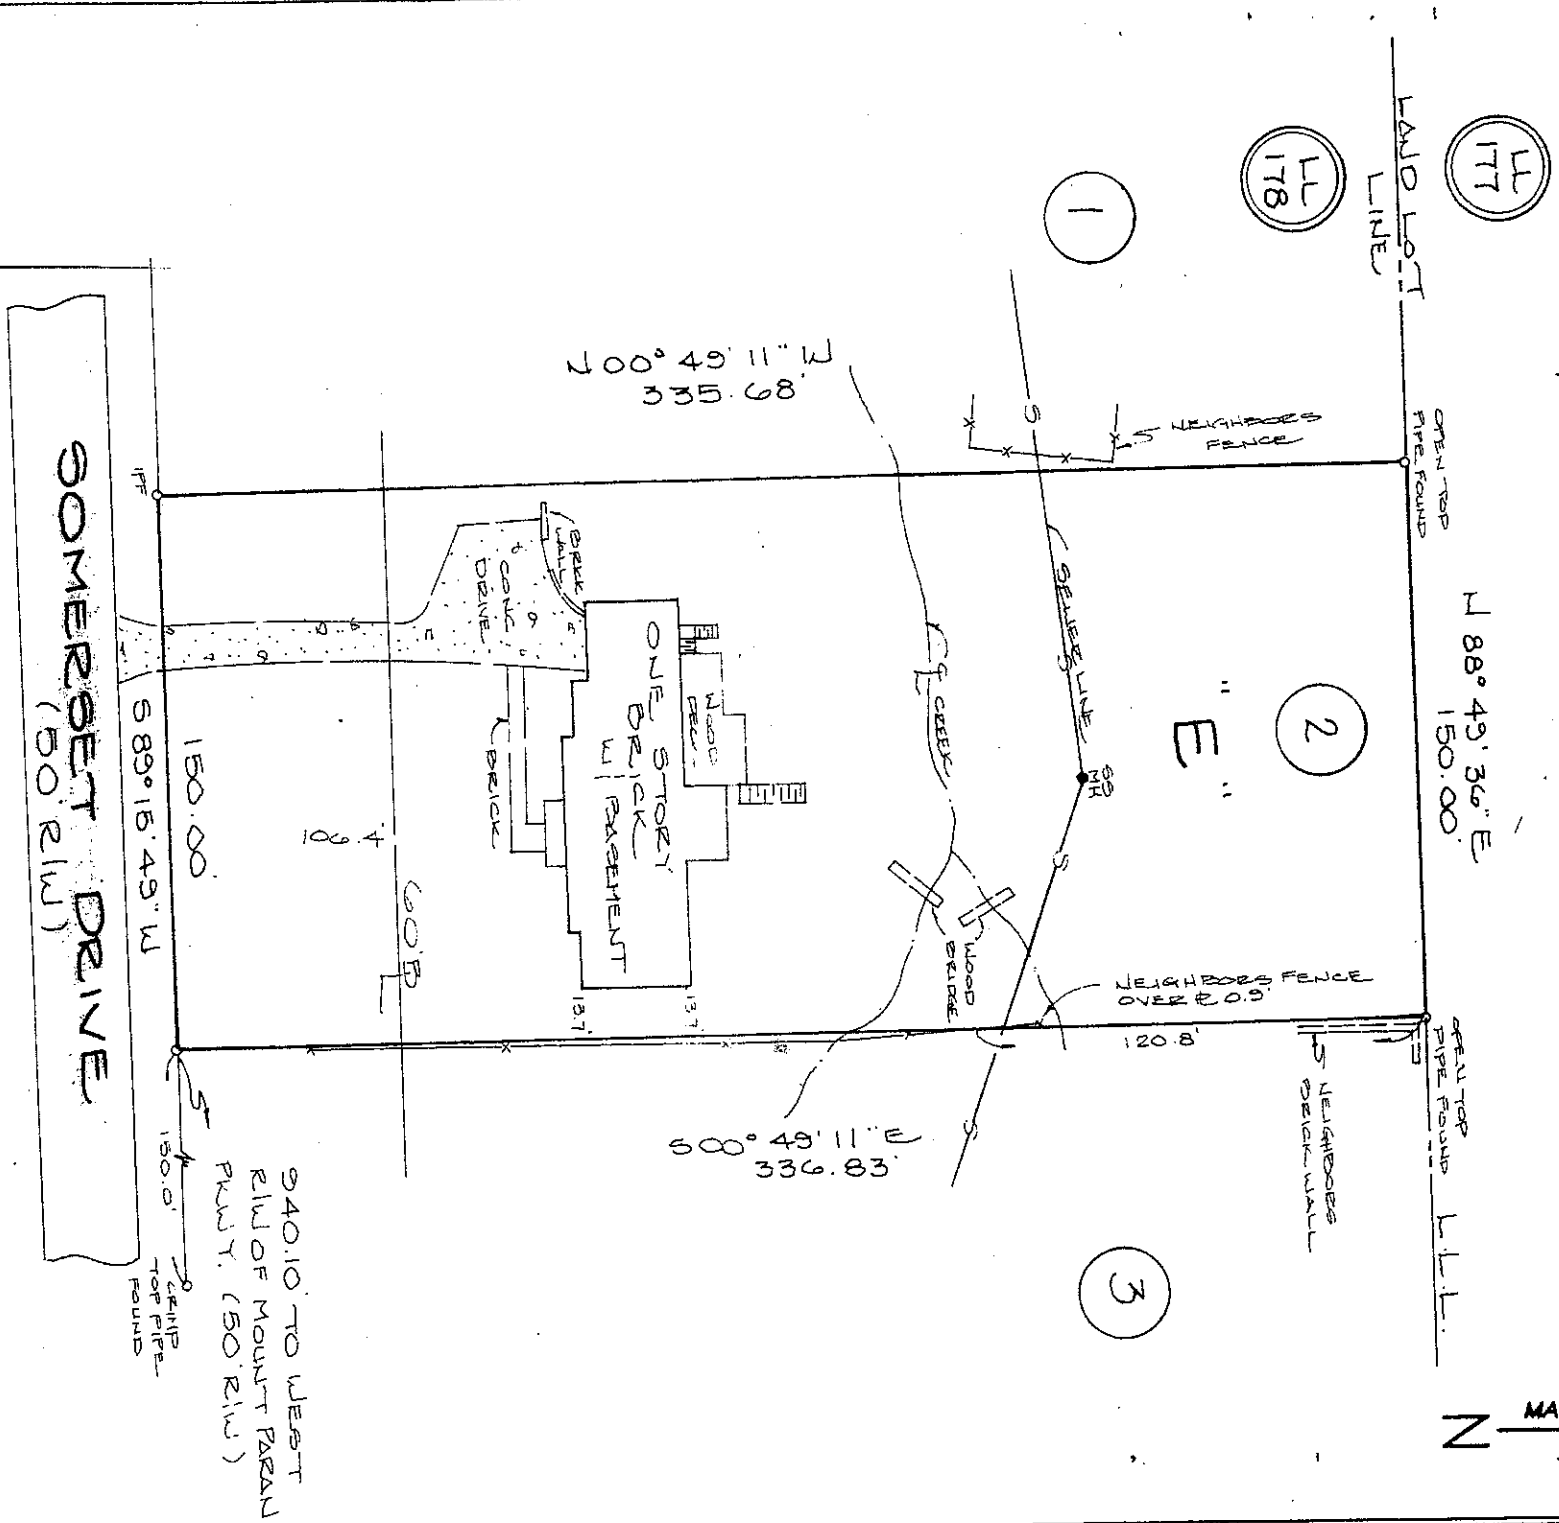 LL
177
LAND LOT
LINE
LL
178
1
OPEN TOP
PIPE FOUND
N 88° 49' 36" E
150.00'
OPEN TOP
PIPE FOUND
L.L.L.
NEIGHBORS
FENCE
2
"E"
NEIGHBORS
BRICK WALL
120.8'
NEIGHBORS FENCE
OVER ℄ 0.9'
S
SEWER LINE
S
SS
MH
S
S
3
N 00° 49' 11" W
335.68'
℄ CREEK
WOOD
BRIDGE
S 00° 49' 11" E
336.83'
WOOD
DECK
ONE STORY
BRICK
W/ BASEMENT
13.7'
13.7'
BRICK
WALL
CONC
DRIVE
BRICK
60' B
L
106.4'
IPF
150.00'
S 89° 15' 49" W
150.0'
CRIMP
TOP PIPE
FOUND
940.10' TO WEST
R/W OF MOUNT PARAN
PKWY. (50' R/W)
SOMERSET DRIVE
(50' R/W)
N
MA